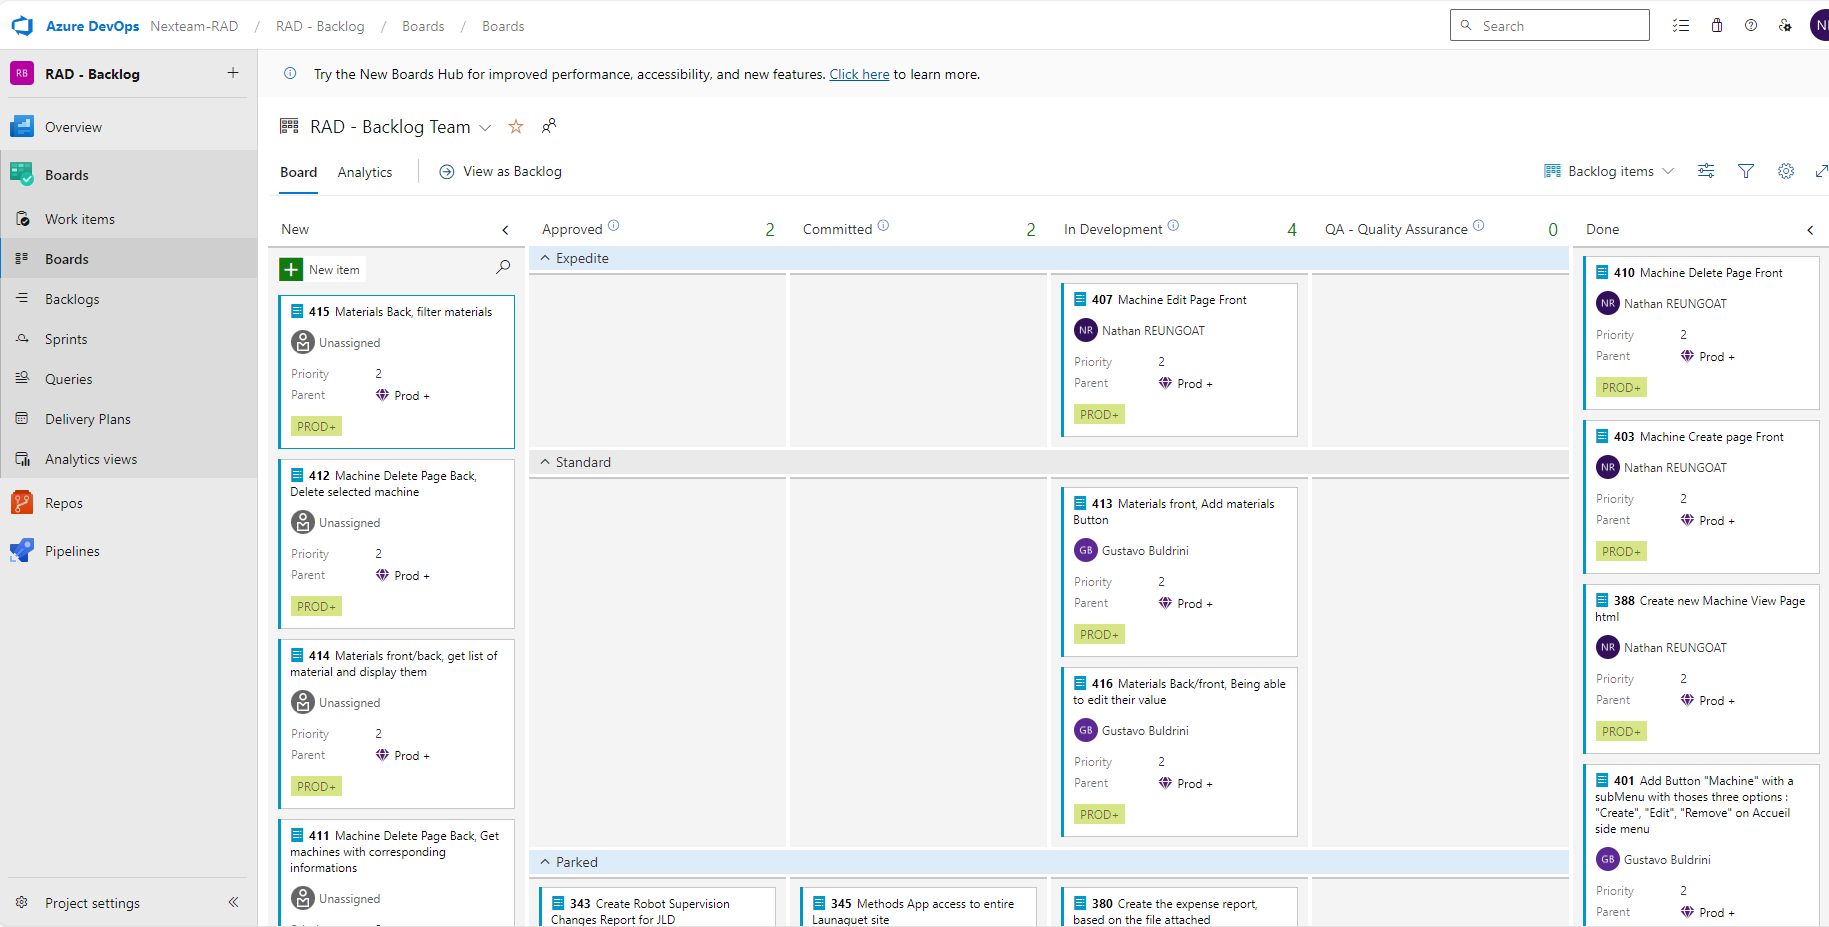 Azure DevOps Nexteam-RAD / RAD - Backlog / Boards / Boards
Search
NR
RB RAD - Backlog
Overview
Boards
Work items
Boards
Backlogs
Sprints
Queries
Delivery Plans
Analytics views
Repos
Pipelines
Project settings
Try the New Boards Hub for improved performance, accessibility, and new features. Click here to learn more.
RAD - Backlog Team
Board Analytics View as Backlog
Backlog items
New
New item
415 Materials Back, filter materials
Unassigned
Priority 2
Parent Prod +
PROD+
412 Machine Delete Page Back,
Delete selected machine
Unassigned
Priority 2
Parent Prod +
PROD+
414 Materials front/back, get list of
material and display them
Unassigned
Priority 2
Parent Prod +
PROD+
411 Machine Delete Page Back, Get
machines with corresponding
informations
Unassigned
Approved 2
Committed 2
In Development 4
QA - Quality Assurance 0
Expedite
407 Machine Edit Page Front
NR Nathan REUNGOAT
Priority 2
Parent Prod +
PROD+
Standard
413 Materials front, Add materials
Button
GB Gustavo Buldrini
Priority 2
Parent Prod +
PROD+
416 Materials Back/front, Being able
to edit their value
GB Gustavo Buldrini
Priority 2
Parent Prod +
PROD+
Parked
343 Create Robot Supervision
Changes Report for JLD
345 Methods App access to entire
Launaguet site
380 Create the expense report,
based on the file attached
Done
410 Machine Delete Page Front
NR Nathan REUNGOAT
Priority 2
Parent Prod +
PROD+
403 Machine Create page Front
NR Nathan REUNGOAT
Priority 2
Parent Prod +
PROD+
388 Create new Machine View Page
html
NR Nathan REUNGOAT
Priority 2
Parent Prod +
PROD+
401 Add Button "Machine" with a
subMenu with thoses three options :
"Create", "Edit", "Remove" on Accueil
side menu
GB Gustavo Buldrini
Priority 2
Parent Prod +